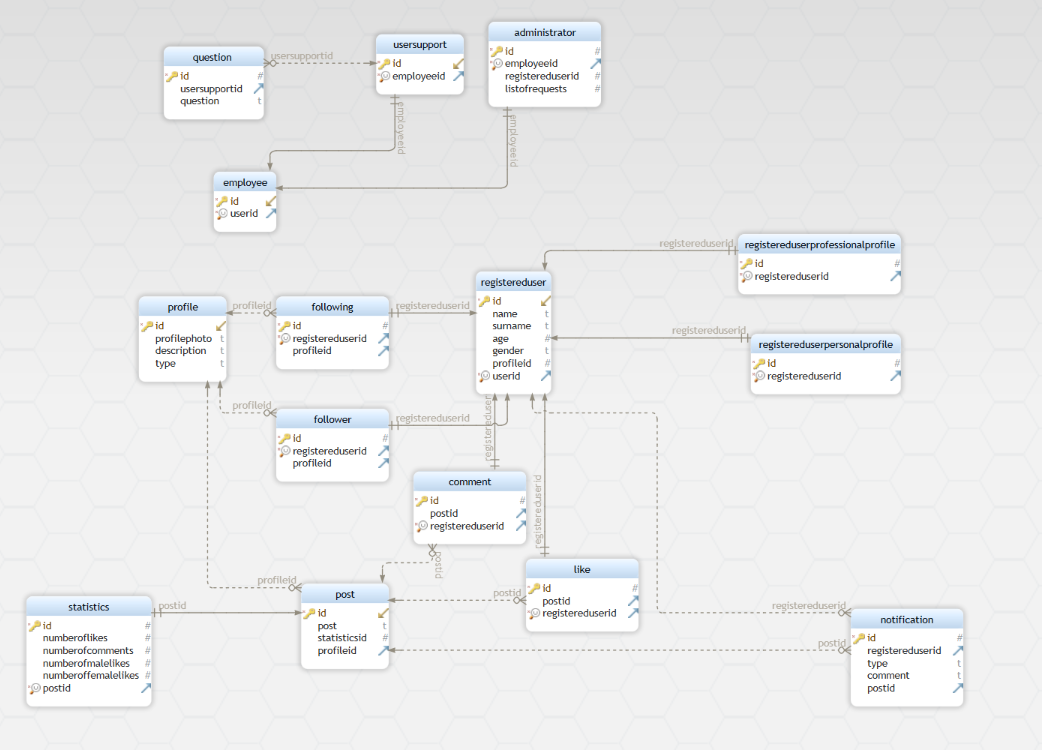 administrator
id #
employeeid
registereduserid #
listofrequests #
usersupport
id
employeeid
question
id #
usersupportid
question t
usersupportid
employeeid
employeeid
employee
id
userid
registereduserprofessionalprofile
id #
registereduserid
registereduserid
registereduser
id
name t
surname t
age #
gender t
profileid #
userid
profile
id
profilephoto t
description t
type t
profileid
following
id #
registereduserid
profileid
registereduserid
registereduserid
registereduserpersonalprofile
id #
registereduserid
profileid
follower
id #
registereduserid
profileid
registereduserid
registereduser
comment
id #
postid
registereduserid
registereduserid
postid
like
id #
postid
registereduserid
profileid
post
id
post t
statisticsid #
profileid
postid
statistics
id #
numberoflikes #
numberofcomments #
numberofmalelikes #
numberoffemalelikes #
postid
postid
registereduserid
postid
notification
id #
registereduserid
type t
comment t
postid